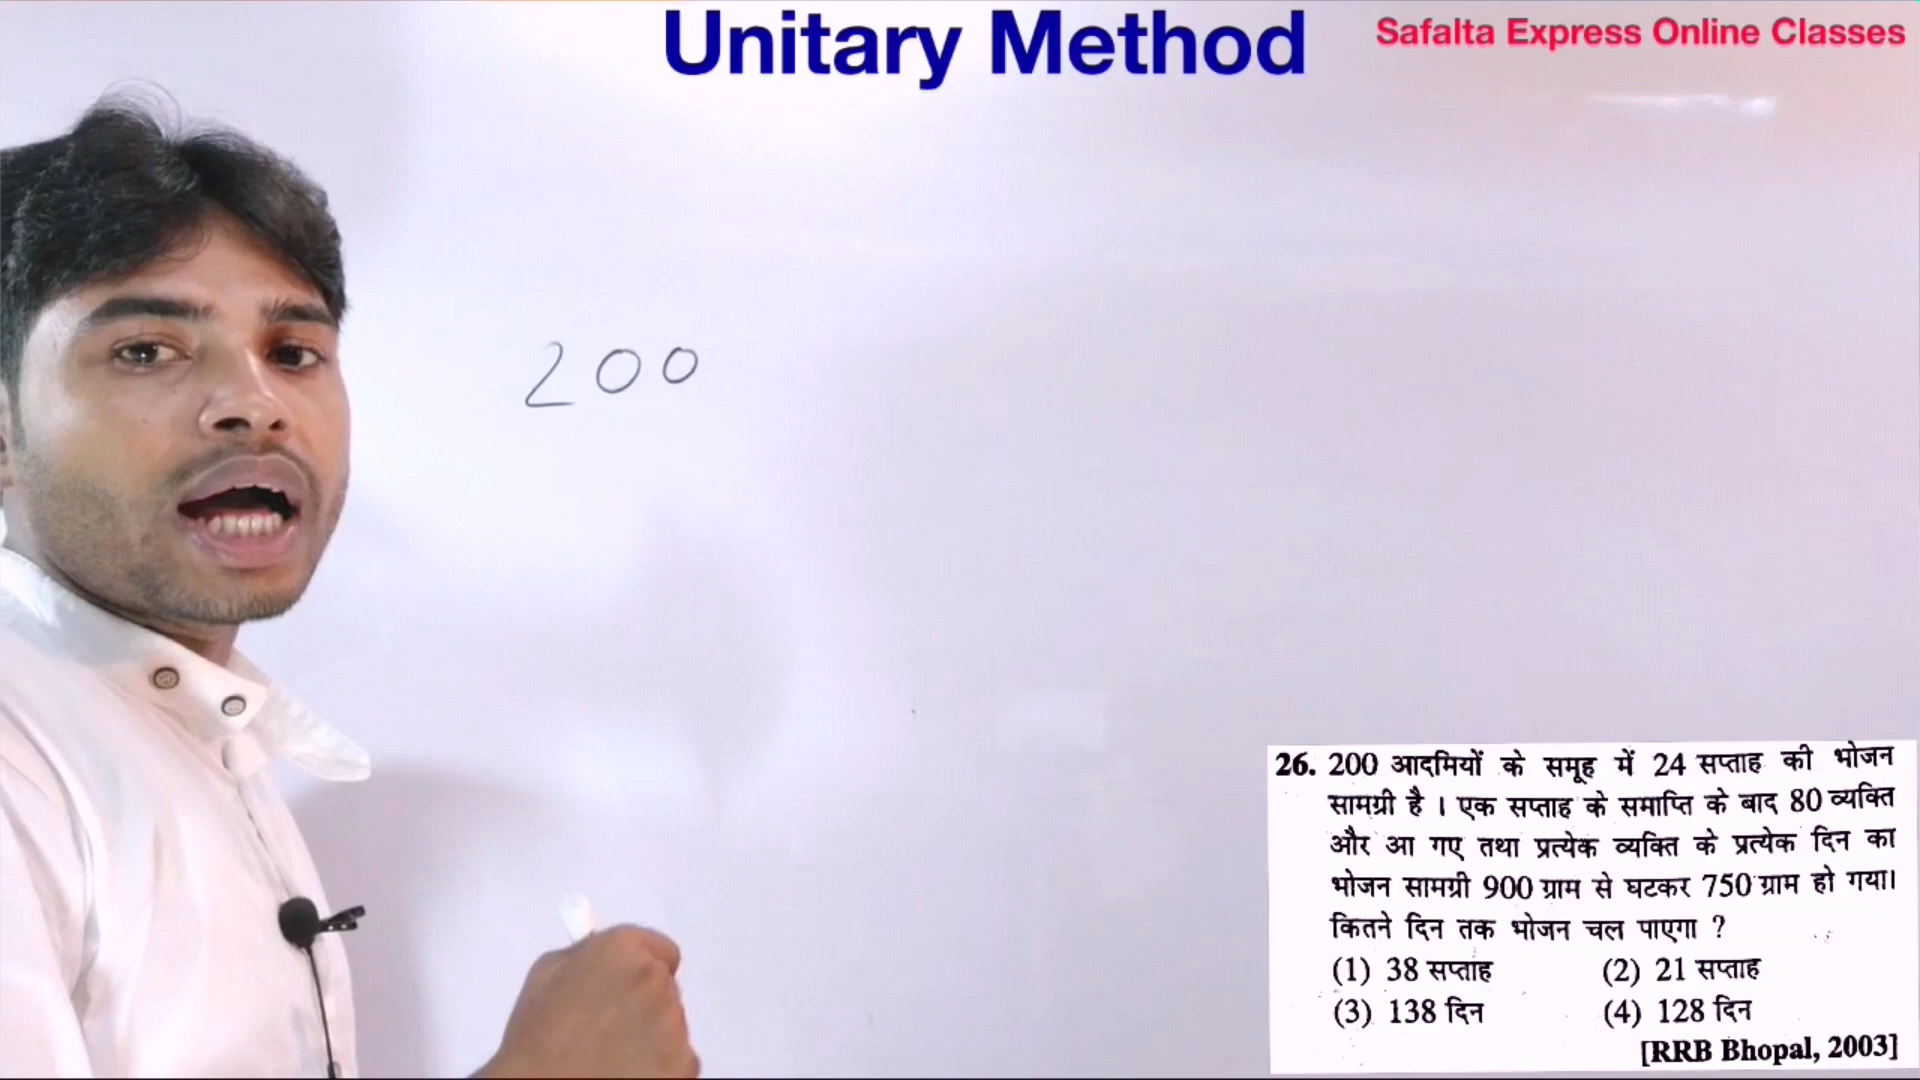 Unitary Method
Safalta Express Online Classes
200
26. 200 आदमियों के समूह में 24 सप्ताह की भोजन
सामग्री है । एक सप्ताह के समाप्ति के बाद 80 व्यक्ति
और आ गए तथा प्रत्येक व्यक्ति के प्रत्येक दिन का
भोजन सामग्री 900 ग्राम से घटकर 750 ग्राम हो गया।
कितने दिन तक भोजन चल पाएगा ?
(1) 38 सप्ताह (2) 21 सप्ताह
(3) 138 दिन (4) 128 दिन
[RRB Bhopal, 2003]